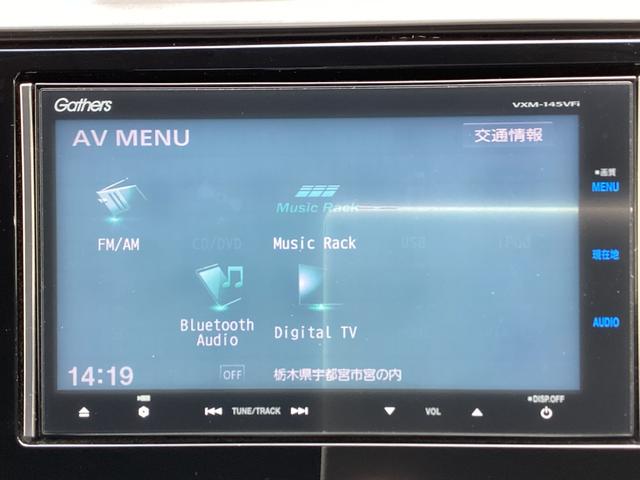 Gathers
VXM-145VFi
AV MENU
交通情報
画質
MENU
Music Rack
FM/AM
CD/DVD
Music Rack
USB
iPod
現在地
Bluetooth
Audio
Digital TV
AUDIO
14:19
OFF
栃木県宇都宮市宮の内
DISP.OFF
TUNE/TRACK
VOL